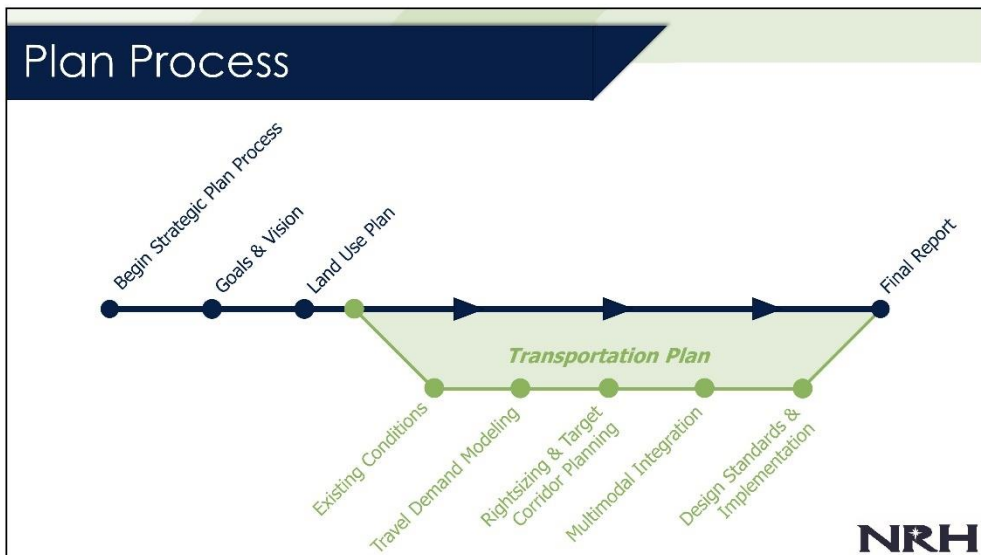 Plan Process
Begin Strategic Plan Process
Goals & Vision
Land Use Plan
Final Report
Transportation Plan
Existing Conditions
Travel Demand Modeling
Rightsizing & Target
Corridor Planning
Multimodal Integration
Design Standards &
Implementation
NRH